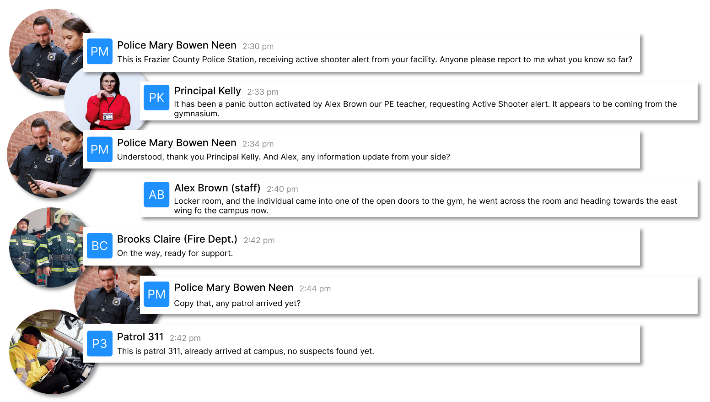 PM
Police Mary Bowen Neen 2:30 pm
This is Frazier County Police Station, receiving active shooter alert from your facility. Anyone please report to me what you know so far?
PK
Principal Kelly 2:33 pm
It has been a panic button activated by Alex Brown our PE teacher, requesting Active Shooter alert. It appears to be coming from the
gymnasium.
PM
Police Mary Bowen Neen 2:34 pm
Understood, thank you Principal Kelly. And Alex, any information update from your side?
AB
Alex Brown (staff) 2:40 pm
Locker room, and the individual came into one of the open doors to the gym, he went across the room and heading towards the east
wing fo the campus now.
BC
Brooks Claire (Fire Dept.) 2:42 pm
On the way, ready for support.
PM
Police Mary Bowen Neen 2:44 pm
Copy that, any patrol arrived yet?
P3
Patrol 311 2:42 pm
This is patrol 311, already arrived at campus, no suspects found yet.